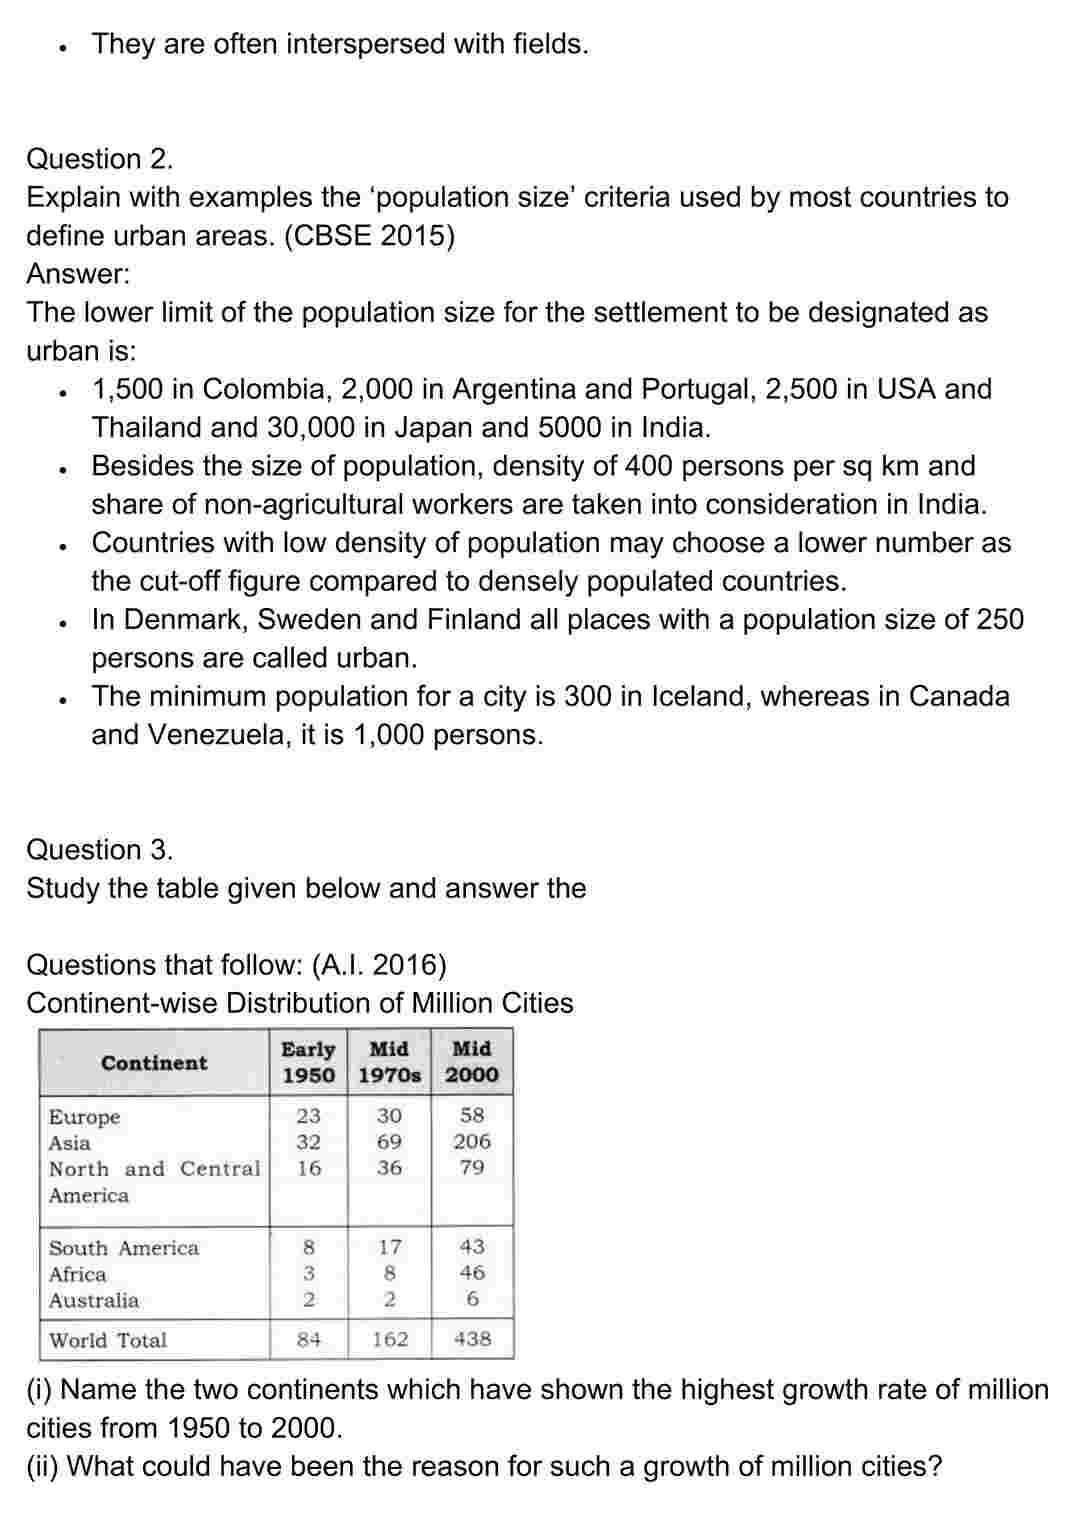 • They are often interspersed with fields.
Question 2.
Explain with examples the ‘population size’ criteria used by most countries to
define urban areas. (CBSE 2015)
Answer:
The lower limit of the population size for the settlement to be designated as
urban is:
• 1,500 in Colombia, 2,000 in Argentina and Portugal, 2,500 in USA and
Thailand and 30,000 in Japan and 5000 in India.
• Besides the size of population, density of 400 persons per sq km and
share of non-agricultural workers are taken into consideration in India.
• Countries with low density of population may choose a lower number as
the cut-off figure compared to densely populated countries.
• In Denmark, Sweden and Finland all places with a population size of 250
persons are called urban.
• The minimum population for a city is 300 in Iceland, whereas in Canada
and Venezuela, it is 1,000 persons.
Question 3.
Study the table given below and answer the
Questions that follow: (A.I. 2016)
Continent-wise Distribution of Million Cities
Continent Early 1950 Mid 1970s Mid 2000
Europe 23 30 58
Asia 32 69 206
North and Central 16 36 79
America
South America 8 17 43
Africa 3 8 46
Australia 2 2 6
World Total 84 162 438
(i) Name the two continents which have shown the highest growth rate of million
cities from 1950 to 2000.
(ii) What could have been the reason for such a growth of million cities?